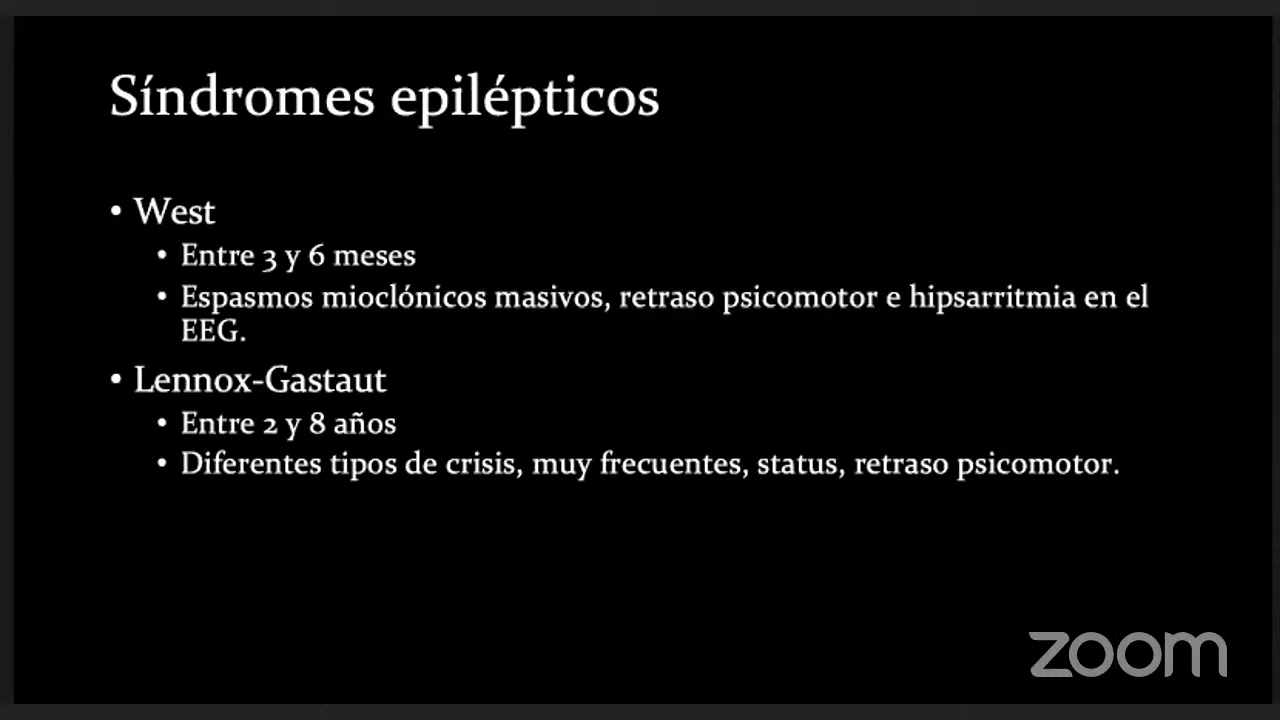 Síndromes epilépticos
• West
• Entre 3 y 6 meses
• Espasmos mioclónicos masivos, retraso psicomotor e hipsarritmia en el
EEG.
• Lennox-Gastaut
• Entre 2 y 8 años
• Diferentes tipos de crisis, muy frecuentes, status, retraso psicomotor.
zoom